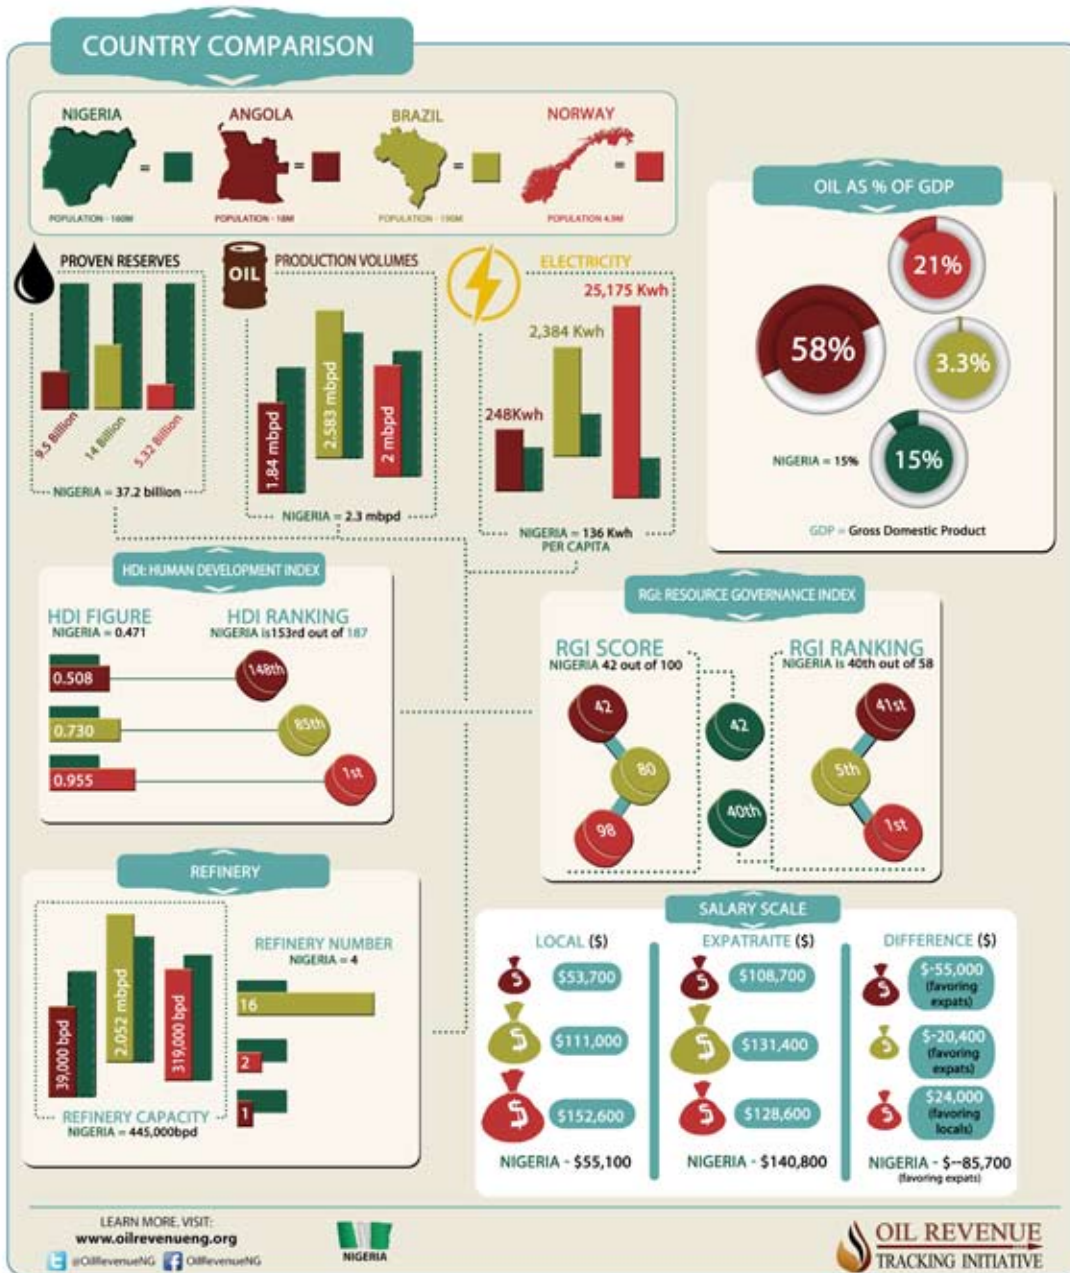 COUNTRY COMPARISON
NIGERIA
ANGOLA
BRAZIL
NORWAY
=
=
=
=
POPULATION - 160M
POPULATION - 18M
POPULATION - 190M
POPULATION 4.9M
PROVEN RESERVES
9.5 Billion
14 Billion
5.32 Billion
NIGERIA = 37.2 billion
OIL
PRODUCTION VOLUMES
1.84 mbpd
2.583 mbpd
2 mbpd
NIGERIA = 2.3 mbpd
ELECTRICITY
25,175 Kwh
2,384 Kwh
248Kwh
NIGERIA = 136 Kwh
PER CAPITA
OIL AS % OF GDP
21%
58%
3.3%
NIGERIA = 15%
15%
GDP = Gross Domestic Product
HDI: HUMAN DEVELOPMENT INDEX
HDI FIGURE
NIGERIA = 0.471
HDI RANKING
NIGERIA is153rd out of 187
0.508
148th
0.730
85th
0.955
1st
RGI: RESOURCE GOVERNANCE INDEX
RGI SCORE
NIGERIA 42 out of 100
RGI RANKING
NIGERIA is 40th out of 58
42
80
98
42
40th
41st
5th
1st
REFINERY
39,000 bpd
2.052 mbpd
319,000 bpd
REFINERY CAPACITY
NIGERIA = 445,000bpd
REFINERY NUMBER
NIGERIA = 4
16
2
1
SALARY SCALE
LOCAL ($)
$
$53,700
$
$111,000
$
$152,600
NIGERIA - $55,100
EXPATRAITE ($)
$
$108,700
$
$131,400
$
$128,600
NIGERIA - $140,800
DIFFERENCE ($)
$
$-55,000
(favoring
expats)
$
$-20,400
(favoring
expats)
$
$24,000
(favoring
locals)
NIGERIA - $--85,700
(favoring expats)
LEARN MORE, VISIT:
www.oilrevenueng.org
@OilRevenueNG
OilRevenueNG
NIGERIA
OIL REVENUE
TRACKING INITIATIVE